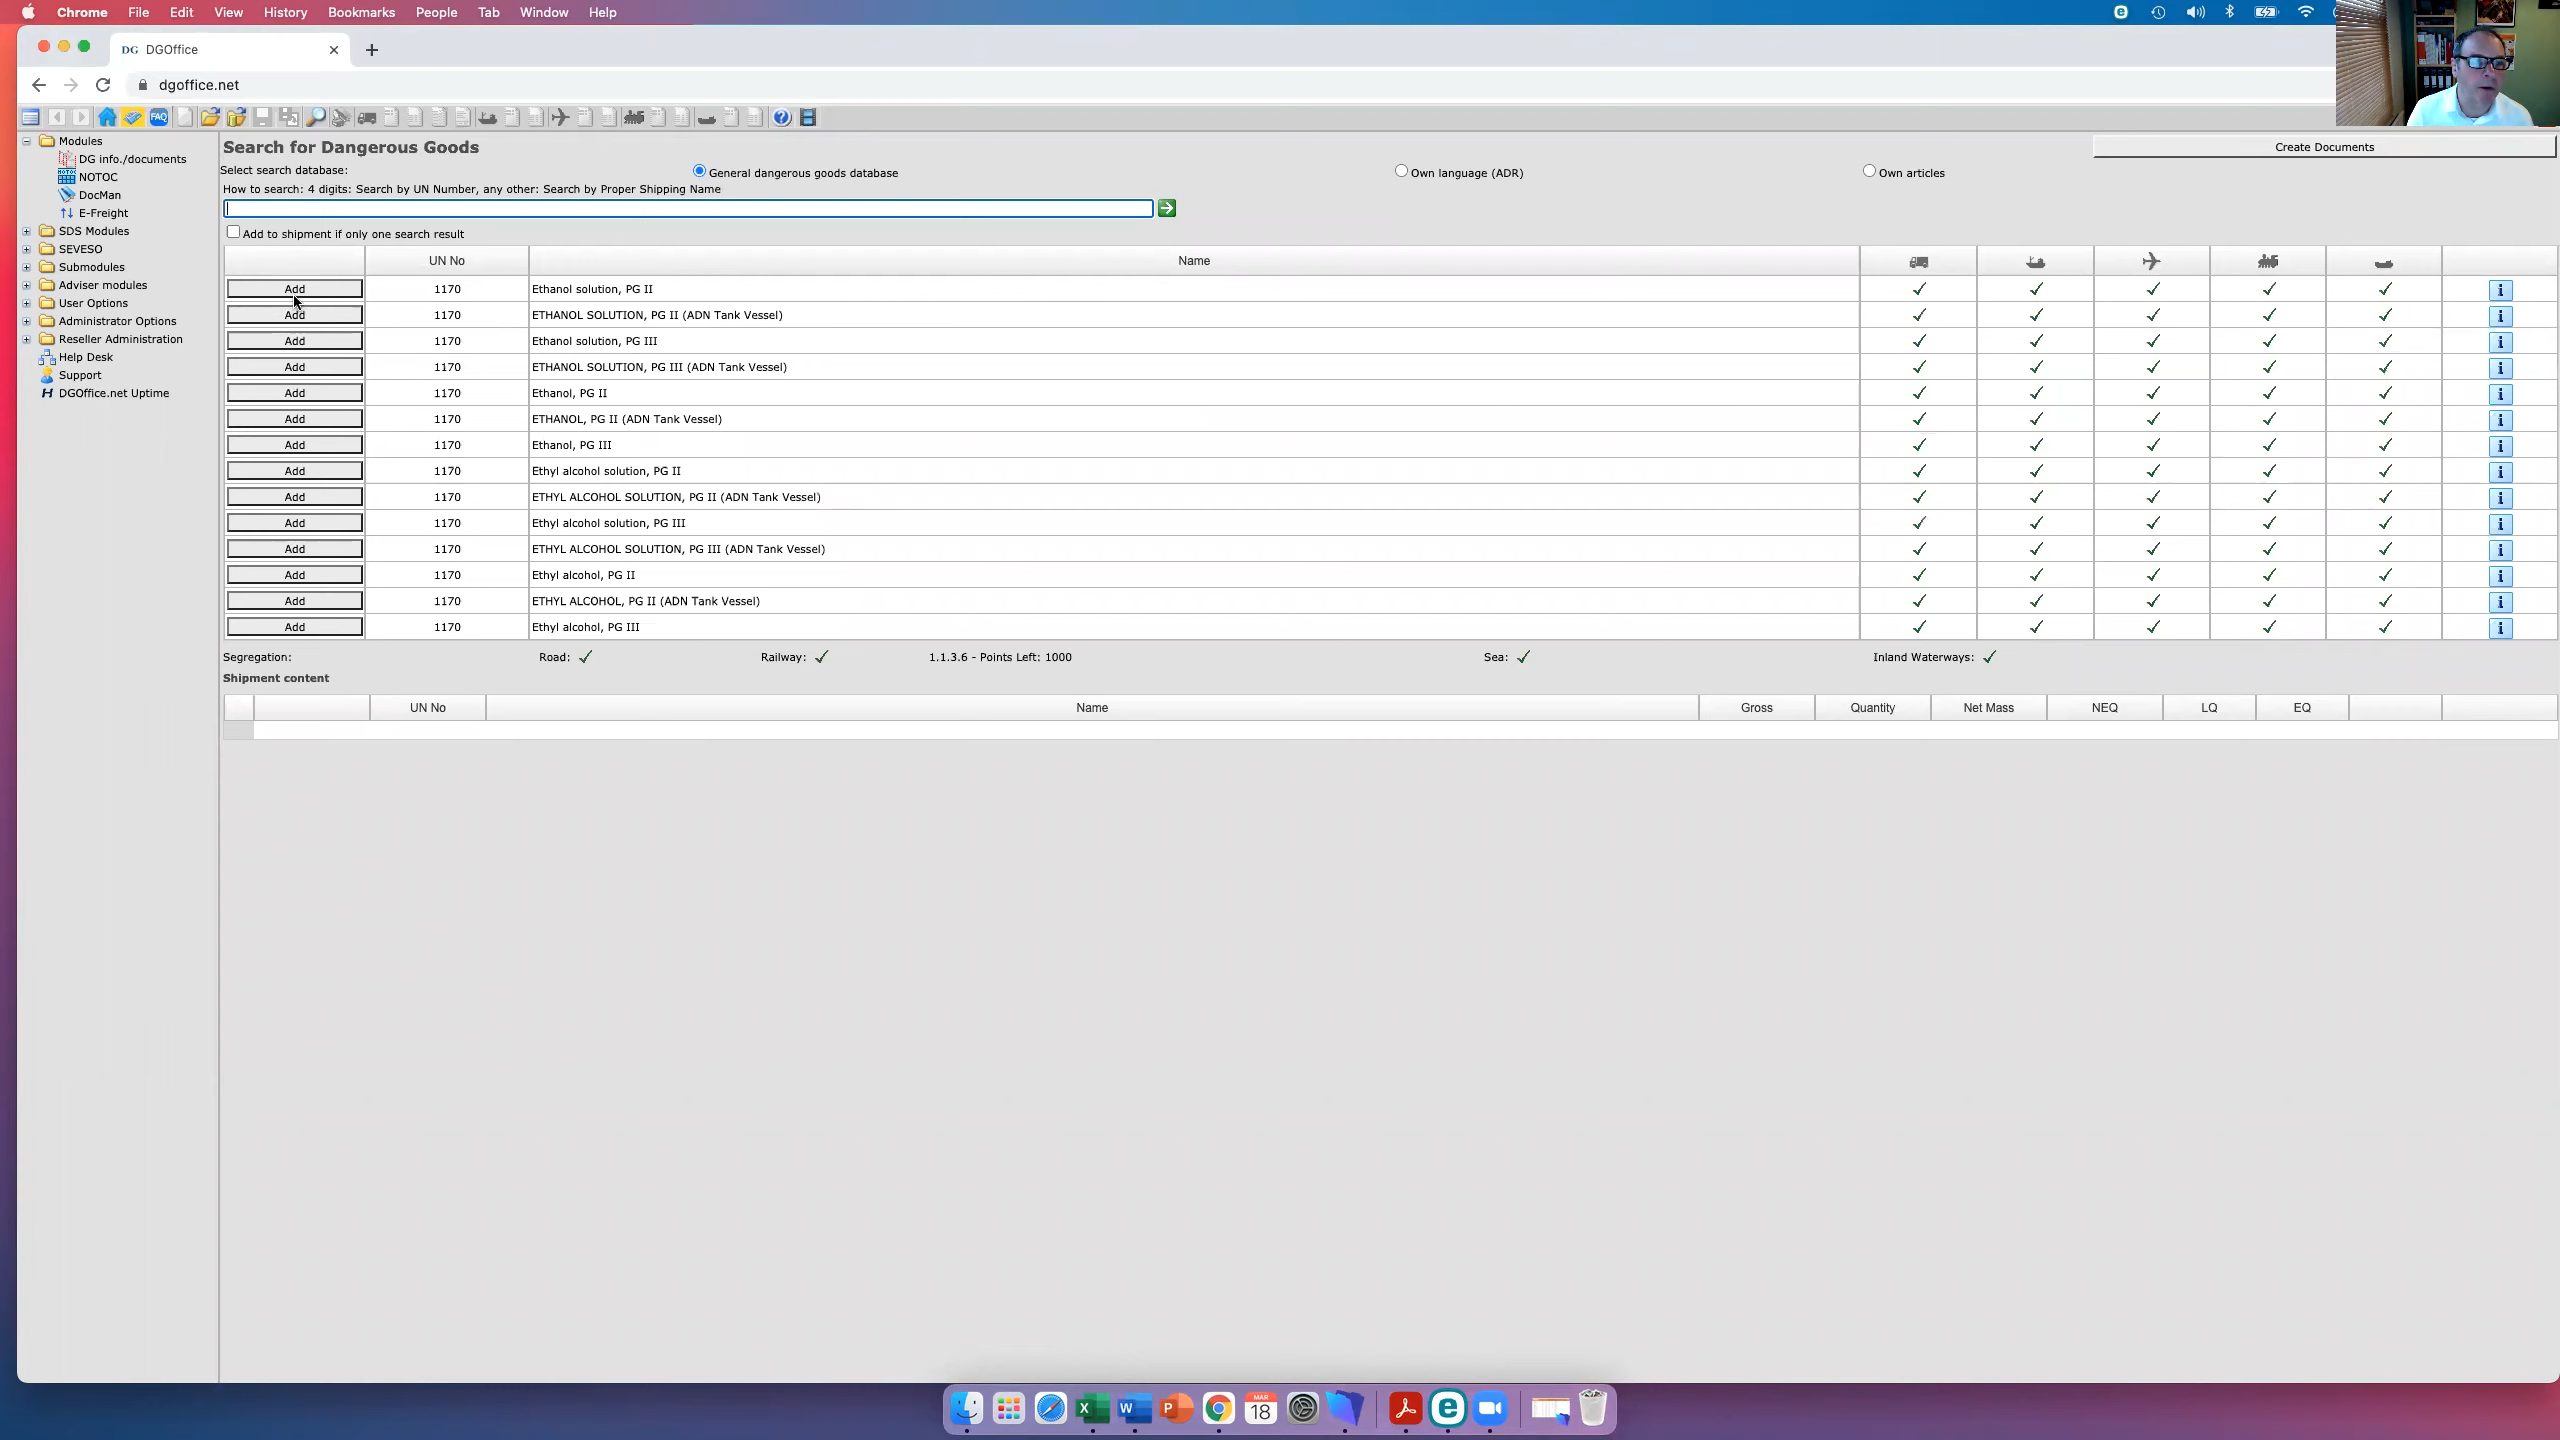 Chrome File Edit View History Bookmarks People Tab Window Help
DG DGOffice
dgoffice.net
FAQ
Modules
DG info./documents
NOTOC
DocMan
E-Freight
SDS Modules
SEVESO
Submodules
Adviser modules
User Options
Administrator Options
Reseller Administration
Help Desk
Support
DGOffice.net Uptime
Search for Dangerous Goods
Create Documents
Select search database: General dangerous goods database Own language (ADR) Own articles
How to search: 4 digits: Search by UN Number, any other: Search by Proper Shipping Name
Add to shipment if only one search result
UN No Name
Add 1170 Ethanol solution, PG II
Add 1170 ETHANOL SOLUTION, PG II (ADN Tank Vessel)
Add 1170 Ethanol solution, PG III
Add 1170 ETHANOL SOLUTION, PG III (ADN Tank Vessel)
Add 1170 Ethanol, PG II
Add 1170 ETHANOL, PG II (ADN Tank Vessel)
Add 1170 Ethanol, PG III
Add 1170 Ethyl alcohol solution, PG II
Add 1170 ETHYL ALCOHOL SOLUTION, PG II (ADN Tank Vessel)
Add 1170 Ethyl alcohol solution, PG III
Add 1170 ETHYL ALCOHOL SOLUTION, PG III (ADN Tank Vessel)
Add 1170 Ethyl alcohol, PG II
Add 1170 ETHYL ALCOHOL, PG II (ADN Tank Vessel)
Add 1170 Ethyl alcohol, PG III
Segregation: Road: Railway: 1.1.3.6 - Points Left: 1000 Sea: Inland Waterways:
Shipment content
UN No Name Gross Quantity Net Mass NEQ LQ EQ
MAR
18